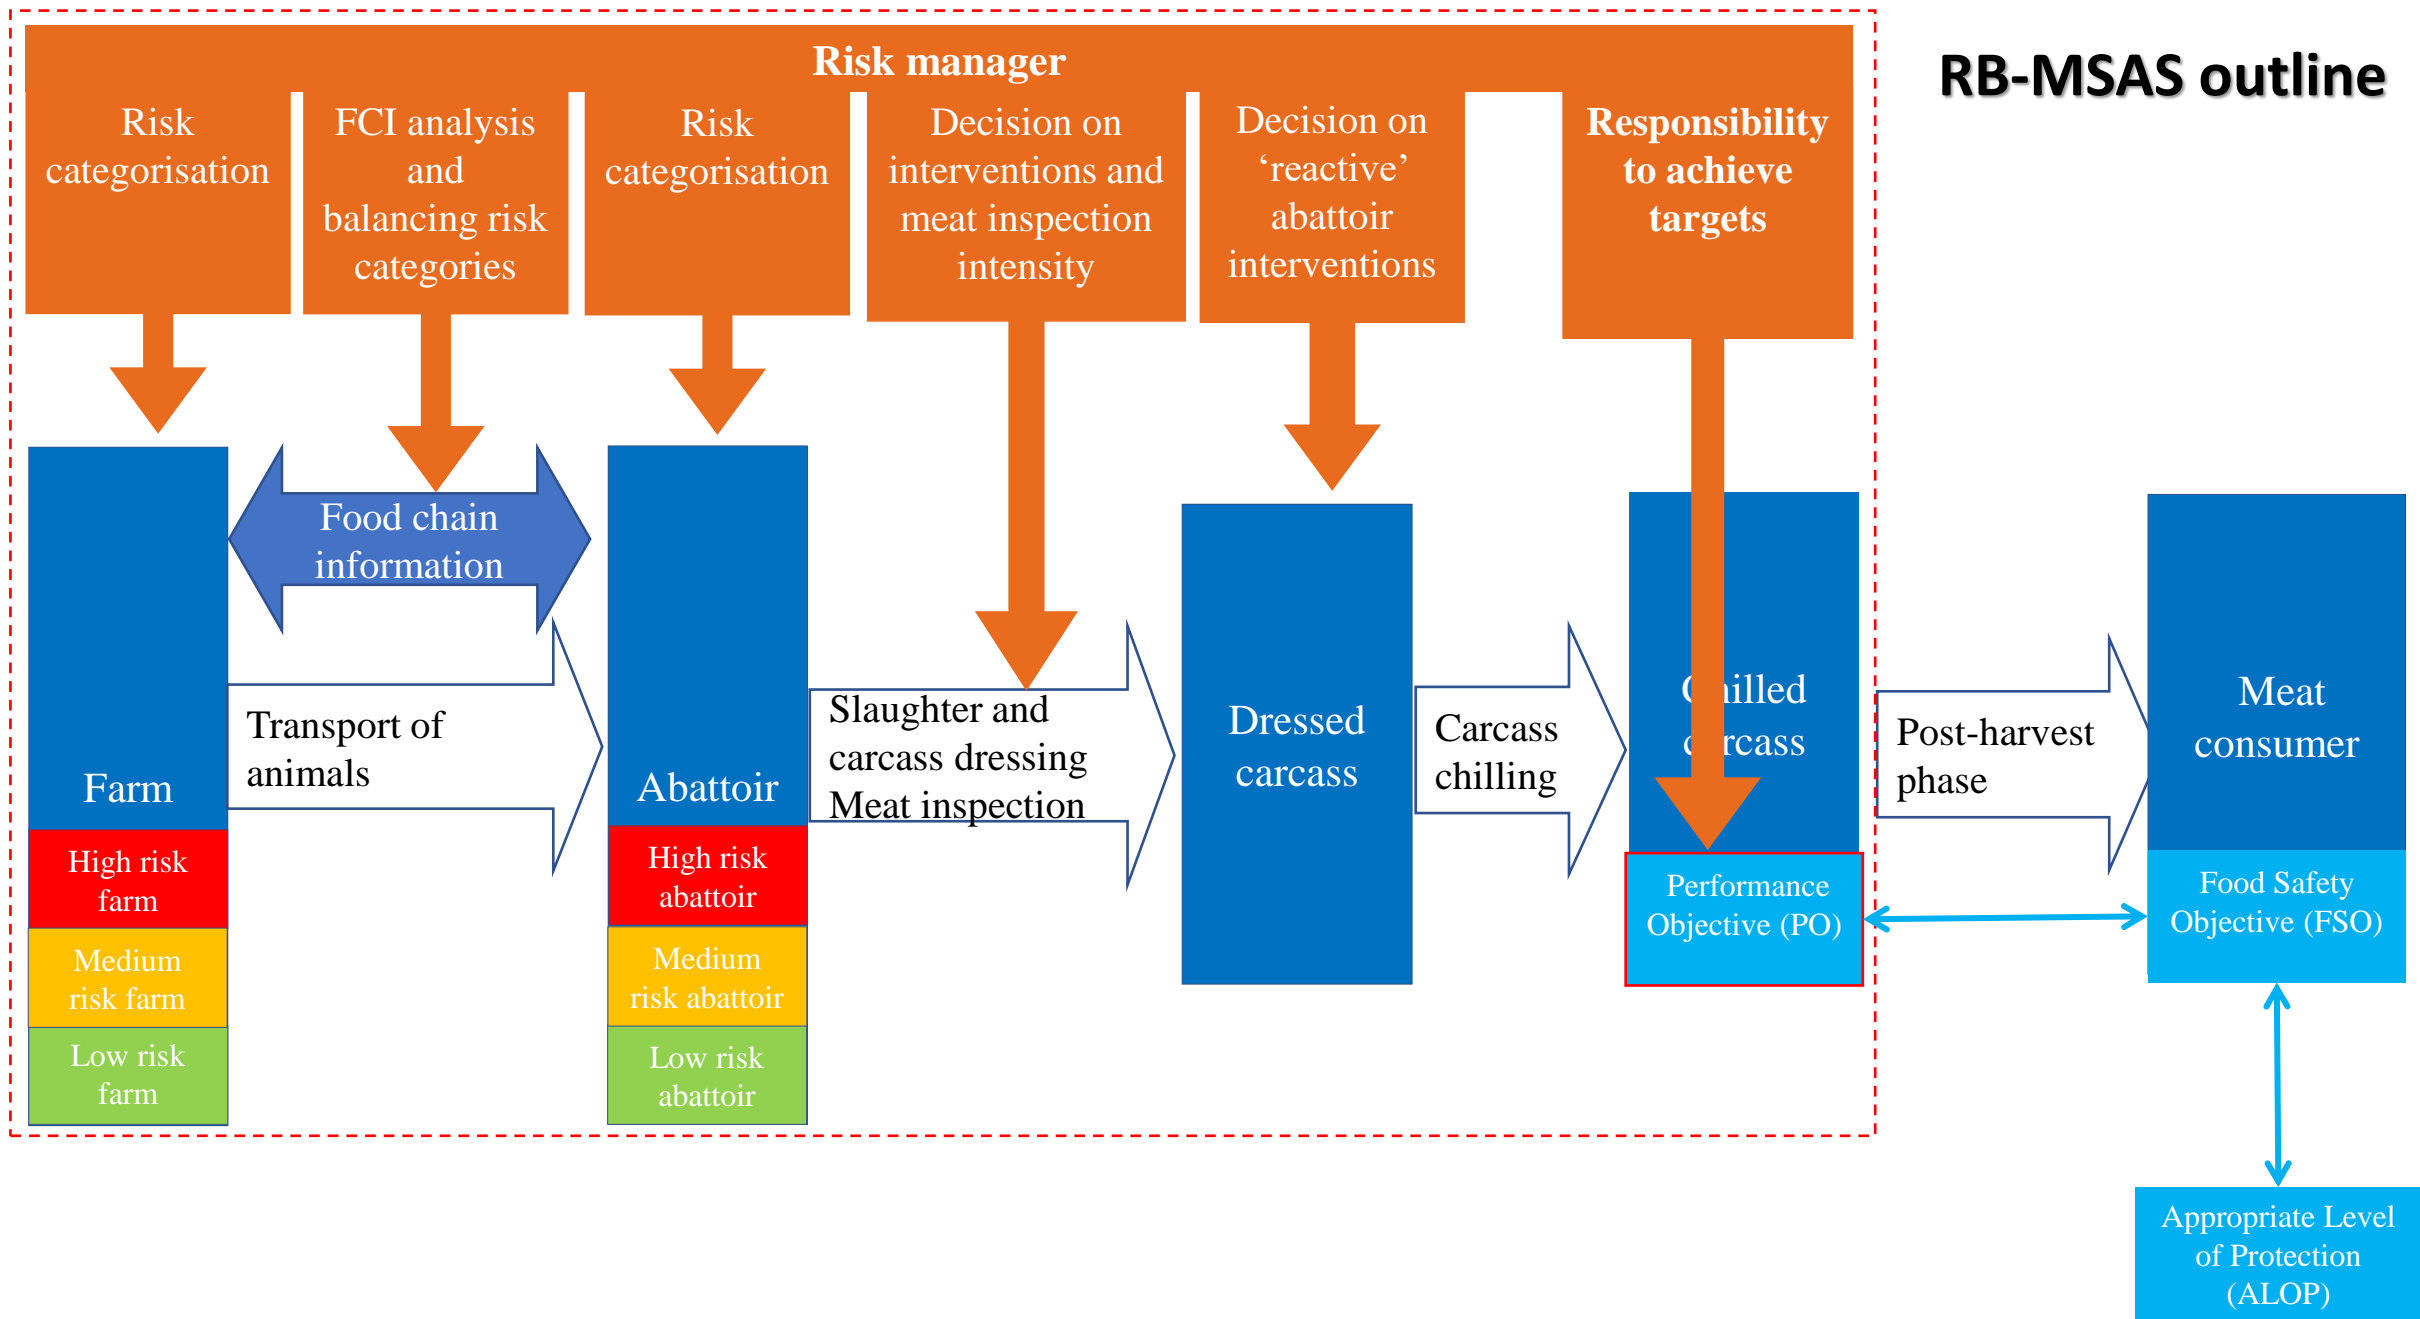 RB-MSAS outline
Risk manager
Risk
categorisation
FCI analysis
and
balancing risk
categories
Risk
categorisation
Decision on
interventions and
meat inspection
intensity
Decision on
‘reactive’
abattoir
interventions
Responsibility
to achieve
targets
Food chain
information
Transport of
animals
Farm
High risk
farm
Medium
risk farm
Low risk
farm
Abattoir
High risk
abattoir
Medium
risk abattoir
Low risk
abattoir
Slaughter and
carcass dressing
Meat inspection
Dressed
carcass
Carcass
chilling
Chilled
carcass
Performance
Objective (PO)
Post-harvest
phase
Meat
consumer
Food Safety
Objective (FSO)
Appropriate Level
of Protection
(ALOP)